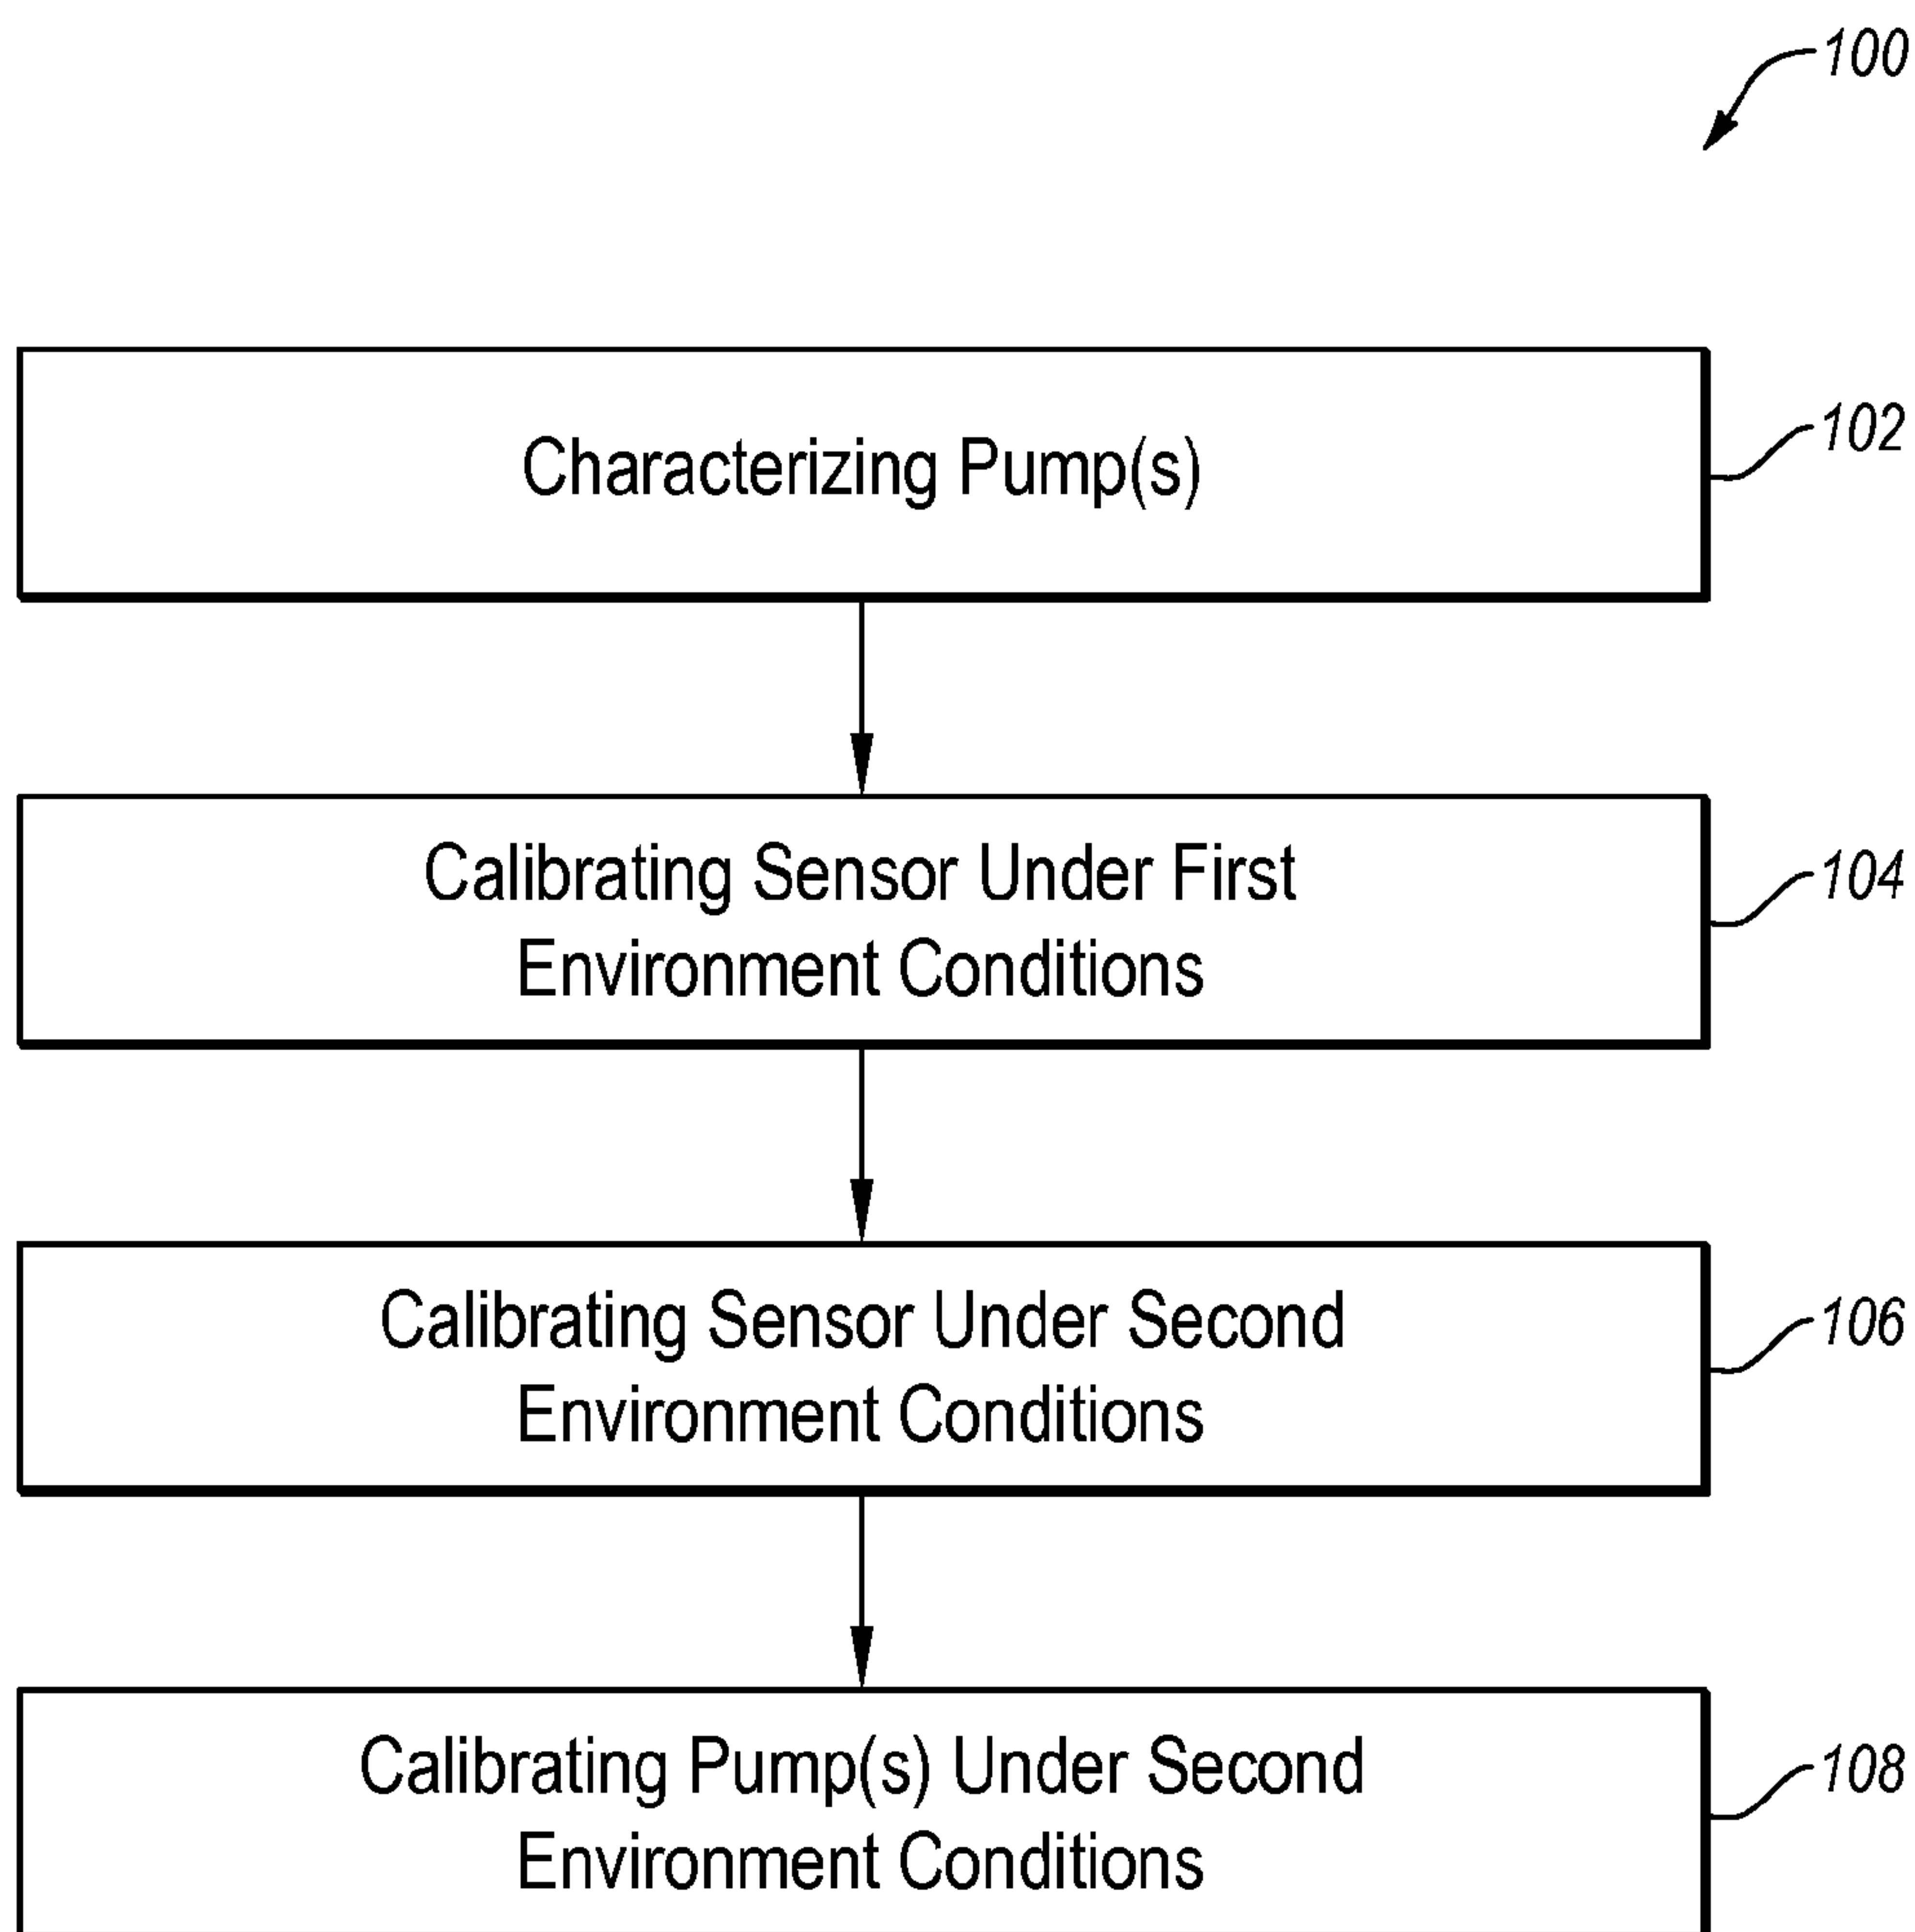 100
Characterizing Pump(s)
102
Calibrating Sensor Under First
Environment Conditions
104
Calibrating Sensor Under Second
Environment Conditions
106
Calibrating Pump(s) Under Second
Environment Conditions
108